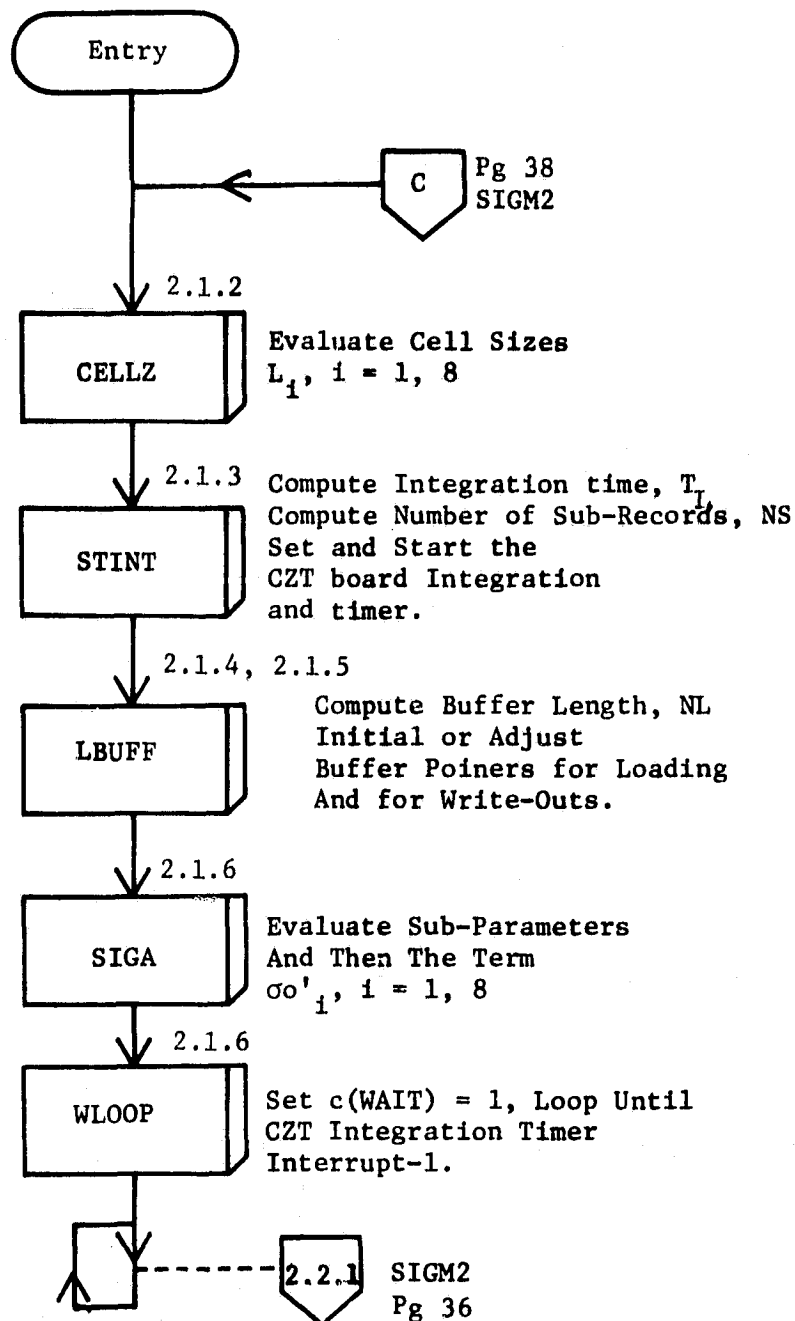 Entry
C
Pg 38
SIGM2
2.1.2
CELLZ
Evaluate Cell Sizes
L_i, i = 1, 8
2.1.3
STINT
Compute Integration time, T_I,
Compute Number of Sub-Records, NS
Set and Start the
CZT board Integration
and timer.
2.1.4, 2.1.5
LBUFF
Compute Buffer Length, NL
Initial or Adjust
Buffer Poiners for Loading
And for Write-Outs.
2.1.6
SIGA
Evaluate Sub-Parameters
And Then The Term
σo'_i, i = 1, 8
2.1.6
WLOOP
Set c(WAIT) = 1, Loop Until
CZT Integration Timer
Interrupt-1.
2.2.1
SIGM2
Pg 36